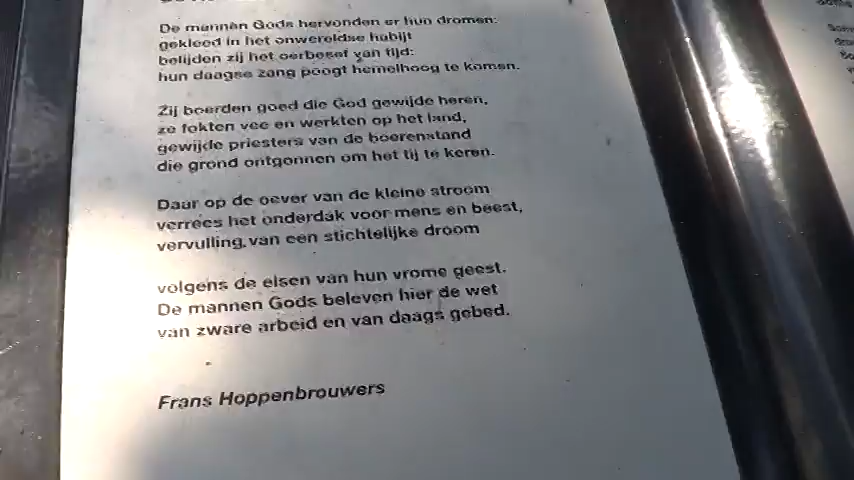 De mannen Gods hervonden er hun dromen:
gekleed in het onwereldse habijt
belijden zij het oerbesef van tijd:
hun daagse zang poogt hemelhoog te komen.
Zij boerden goed die God gewijde heren,
ze fokten vee en werkten op het land,
gewijde priesters van de boerenstand
die grond ontgonnen om het tij te keren.
Daar op de oever van de kleine stroom
verrees het onderdak voor mens en beest,
vervulling van een stichtelijke droom
volgens de eisen van hun vrome geest.
De mannen Gods beleven hier de wet
van zware arbeid en van daags gebed.
Frans Hoppenbrouwers